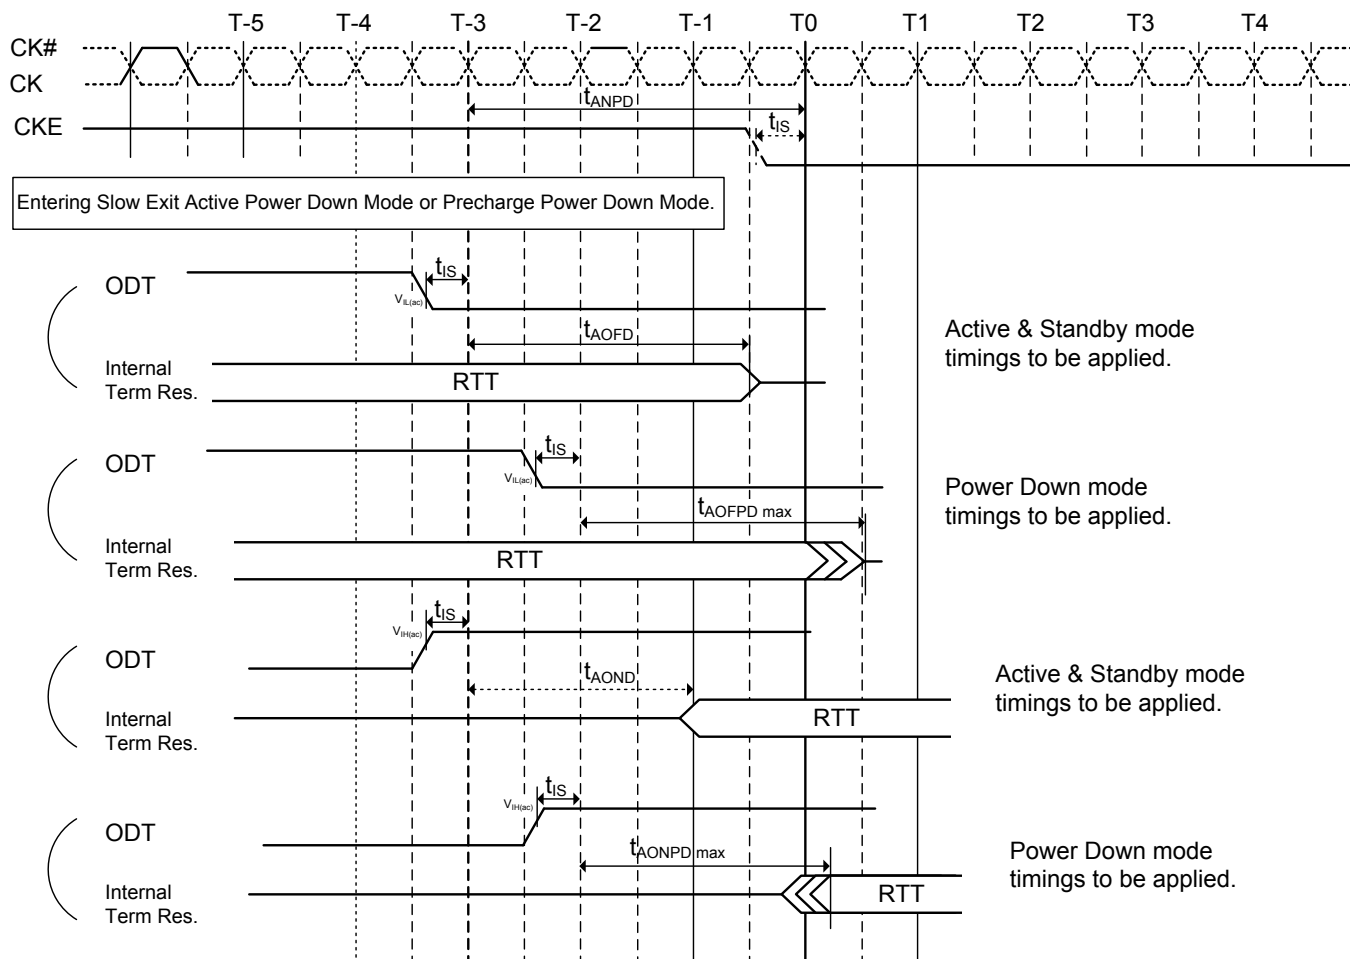 T-5 T-4 T-3 T-2 T-1 T0 T1 T2 T3 T4
CK#
CK
tANPD
CKE
tIS
Entering Slow Exit Active Power Down Mode or Precharge Power Down Mode.
tIS
ODT
VIL(ac)
tAOFD
Active & Standby mode
timings to be applied.
Internal
Term Res.
RTT
tIS
ODT
VIL(ac)
Power Down mode
timings to be applied.
tAOFPD max
Internal
Term Res.
RTT
tIS
VIH(ac)
ODT
tAOND
Active & Standby mode
timings to be applied.
Internal
Term Res.
RTT
tIS
VIH(ac)
ODT
tAONPD max
Power Down mode
timings to be applied.
Internal
Term Res.
RTT